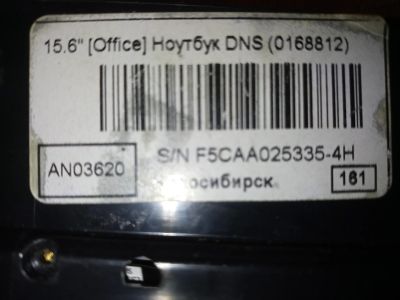 15.6" [Office] Ноутбук DNS (0168812)
S/N F5CAA025335-4H
AN03620
161